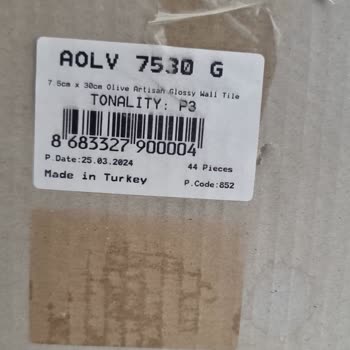 AOLV 7530 G
7.5cm x 30cm Olive Artisan Glossy Wall Tile
TONALITY: P3
8 683327 900004
P.Date:25.03.2024
44 Pieces
Made in Turkey
P.Code:852